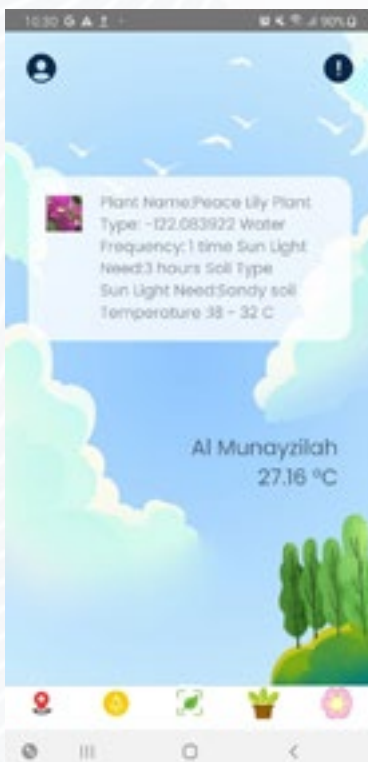 10:30 G
90%
Plant Name:Peace Lily Plant
Type: -122.083922 Water
Frequency: 1 time Sun Light
Need:3 hours Soil Type
Sun Light Need:Sandy soil
Temperature :18 - 32 C
Al Munayzilah
27.16 °C